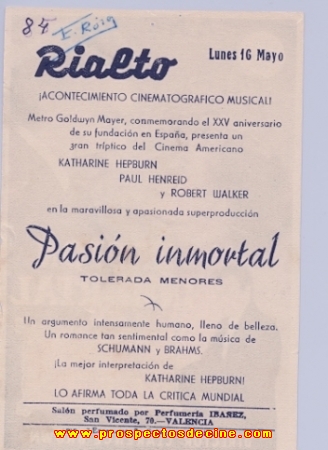 84
E. Roig
Rialto
Lunes 16 Mayo
¡ACONTECIMIENTO CINEMATOGRAFICO MUSICAL!
Metro Goldwyn Mayer, conmemorando el XXV aniversario
de su fundación en España, presenta un
gran tríptico del Cinema Americano
KATHARINE HEPBURN
PAUL HENREID
y ROBERT WALKER
en la maravillosa y apasionada superproducción
Pasión inmortal
TOLERADA MENORES
Un argumento intensamente humano, lleno de belleza.
Un romance tan sentimental como la música de
SCHUMANN y BRAHMS.
¡La mejor interpretación de
KATHARINE HEPBURN!
LO AFIRMA TODA LA CRITICA MUNDIAL
Salón perfumado por Perfumería IBAÑEZ,
San Vicente, 70.—VALENCIA
www.prospectosdecine.com